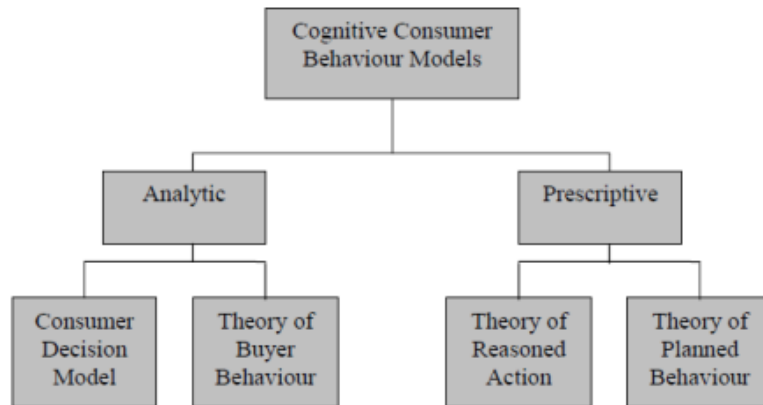 Cognitive Consumer
Behaviour Models
Analytic
Prescriptive
Consumer
Decision
Model
Theory of
Buyer
Behaviour
Theory of
Reasoned
Action
Theory of
Planned
Behaviour